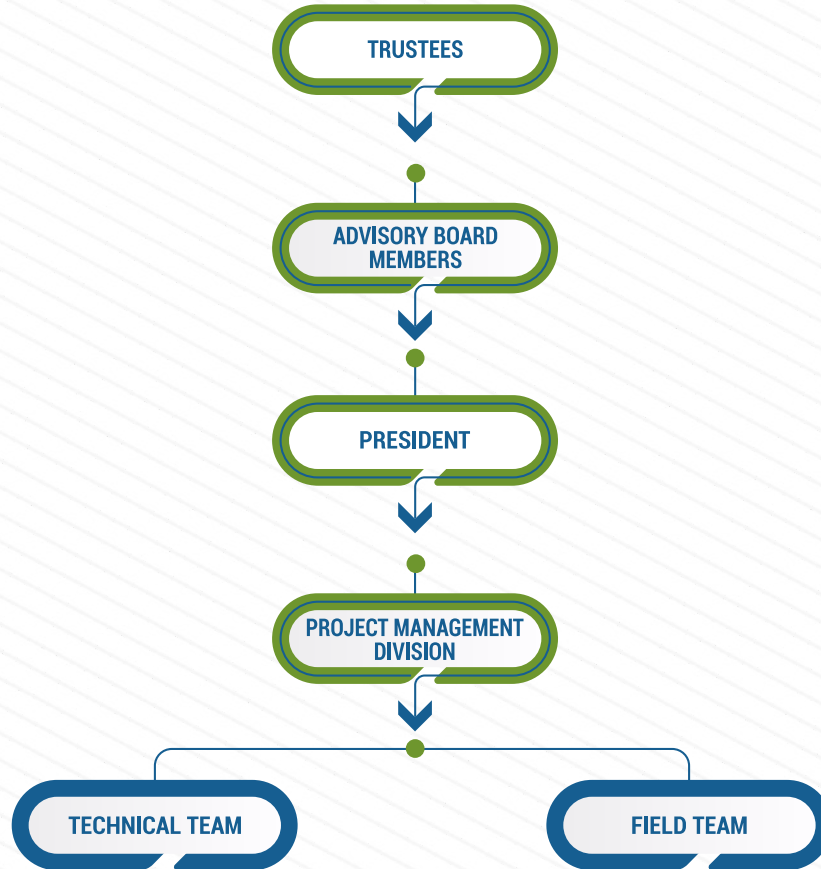 TRUSTEES
ADVISORY BOARD
MEMBERS
PRESIDENT
PROJECT MANAGEMENT
DIVISION
TECHNICAL TEAM
FIELD TEAM